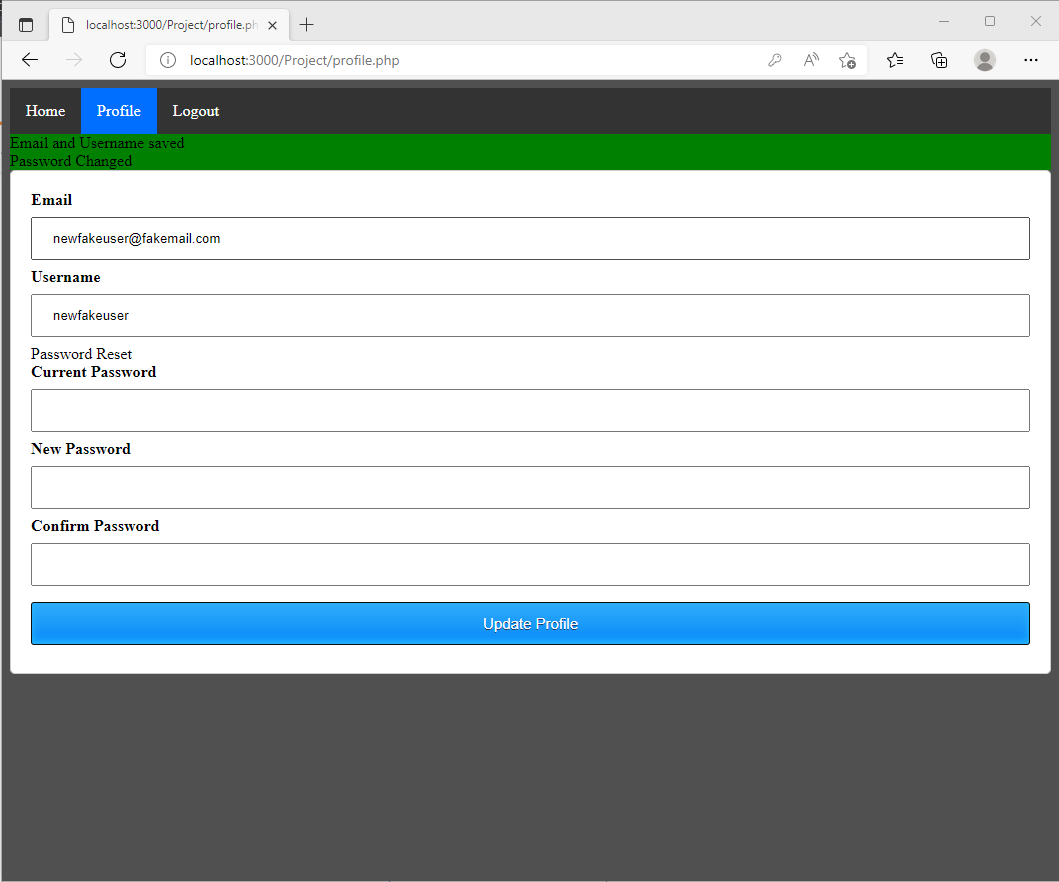 localhost:3000/Project/profile.ph
localhost:3000/Project/profile.php
Home Profile Logout
Email and Username saved
Password Changed
Email
newfakeuser@fakemail.com
Username
newfakeuser
Password Reset
Current Password
New Password
Confirm Password
Update Profile